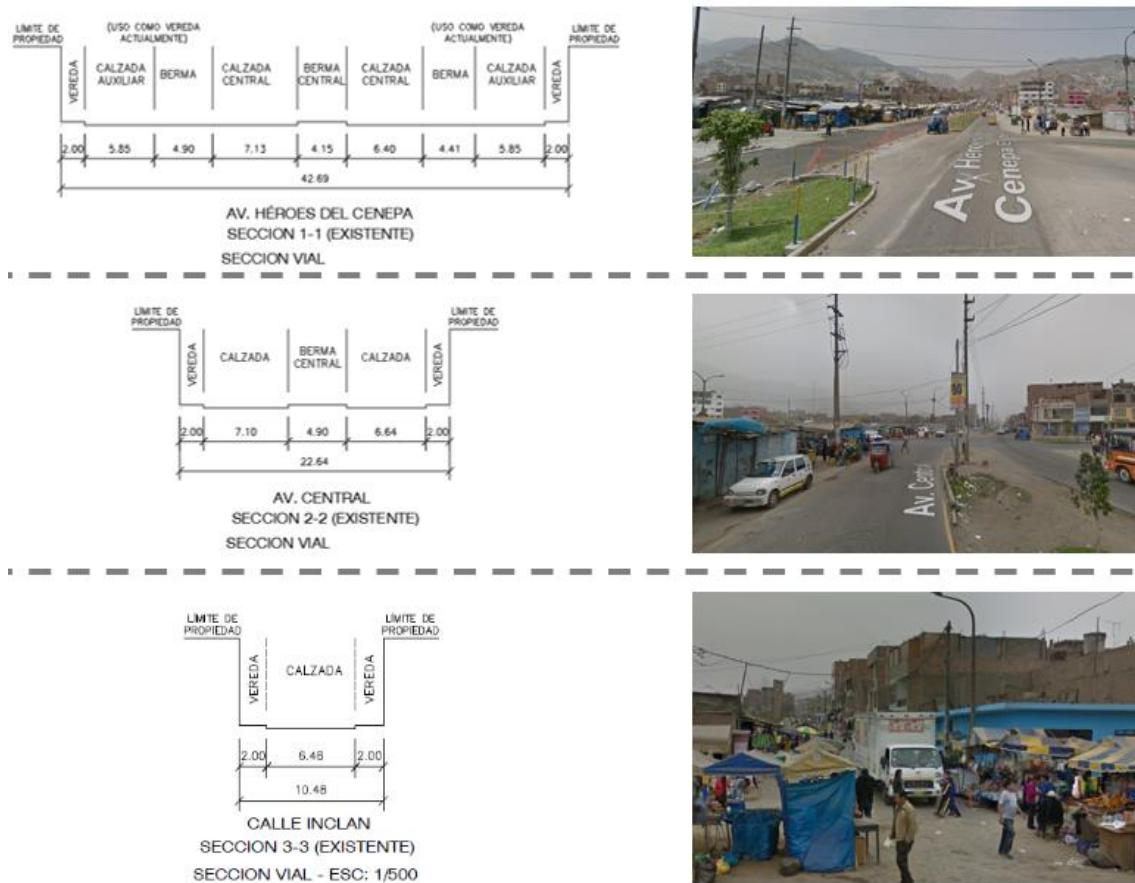 (USO COMO VEREDA
ACTUALMENTE)
(USO COMO VEREDA
ACTUALMENTE)
LÍMITE DE
PROPIEDAD
LÍMITE DE
PROPIEDAD
VEREDA
CALZADA
AUXILIAR
BERMA
CALZADA
CENTRAL
BERMA
CENTRAL
CALZADA
CENTRAL
BERMA
CALZADA
AUXILIAR
VEREDA
2.00 5.85 4.90 7.13 4.15 6.40 4.41 5.85 2.00
42.69
AV. HÉROES DEL CENEPA
SECCION 1-1 (EXISTENTE)
SECCION VIAL
Av. Héroes
Cenepa
LÍMITE DE
PROPIEDAD
LÍMITE DE
PROPIEDAD
VEREDA
CALZADA
BERMA
CENTRAL
CALZADA
VEREDA
2.00 7.10 4.90 6.64 2.00
22.64
AV. CENTRAL
SECCION 2-2 (EXISTENTE)
SECCION VIAL
Av. Central
LÍMITE DE
PROPIEDAD
LÍMITE DE
PROPIEDAD
VEREDA
CALZADA
VEREDA
2.00 6.48 2.00
10.48
CALLE INCLAN
SECCION 3-3 (EXISTENTE)
SECCION VIAL - ESC: 1/500